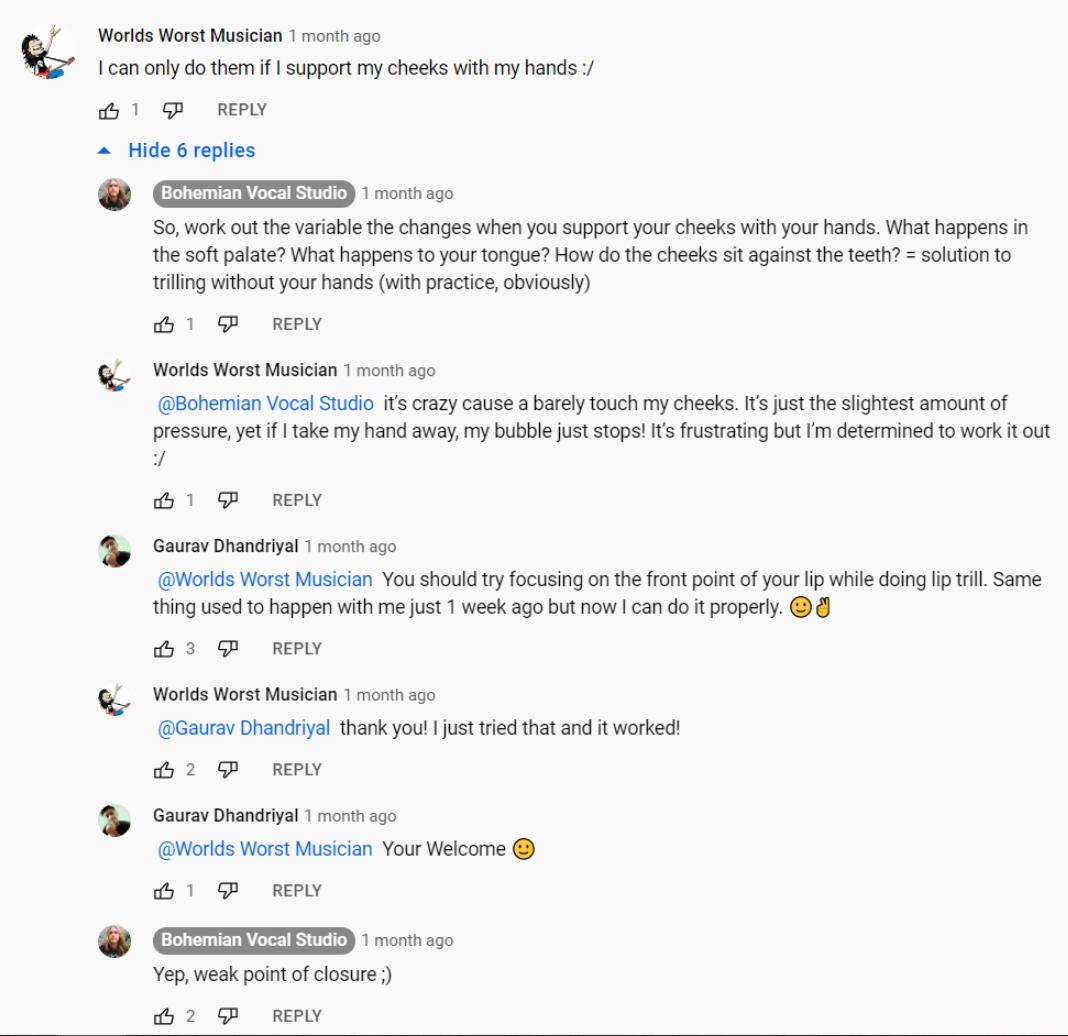 Worlds Worst Musician 1 month ago
I can only do them if I support my cheeks with my hands :/
1 REPLY
Hide 6 replies
Bohemian Vocal Studio 1 month ago
So, work out the variable the changes when you support your cheeks with your hands. What happens in
the soft palate? What happens to your tongue? How do the cheeks sit against the teeth? = solution to
trilling without your hands (with practice, obviously)
1 REPLY
Worlds Worst Musician 1 month ago
@Bohemian Vocal Studio it’s crazy cause a barely touch my cheeks. It’s just the slightest amount of
pressure, yet if I take my hand away, my bubble just stops! It’s frustrating but I’m determined to work it out
:/
1 REPLY
Gaurav Dhandriyal 1 month ago
@Worlds Worst Musician You should try focusing on the front point of your lip while doing lip trill. Same
thing used to happen with me just 1 week ago but now I can do it properly. 🙂✌
3 REPLY
Worlds Worst Musician 1 month ago
@Gaurav Dhandriyal thank you! I just tried that and it worked!
2 REPLY
Gaurav Dhandriyal 1 month ago
@Worlds Worst Musician Your Welcome 🙂
1 REPLY
Bohemian Vocal Studio 1 month ago
Yep, weak point of closure ;)
2 REPLY